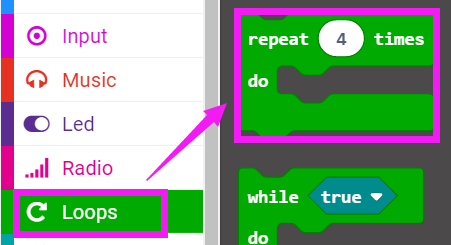 Input
Music
Led
Radio
Loops
repeat 4 times
do
while true
do